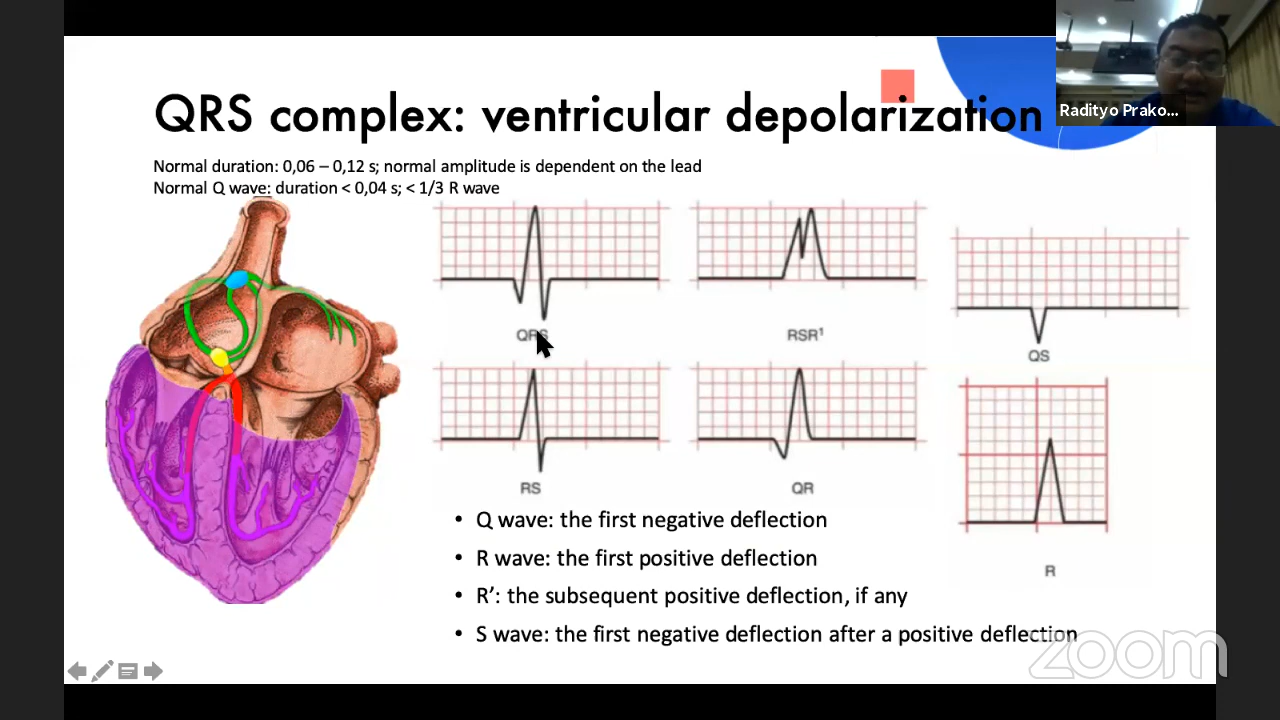 QRS complex: ventricular depolarization
Radityo Prako...
Normal duration: 0,06 – 0,12 s; normal amplitude is dependent on the lead
Normal Q wave: duration < 0,04 s; < 1/3 R wave
QRS
RSR¹
QS
RS
QR
R
• Q wave: the first negative deflection
• R wave: the first positive deflection
• R’: the subsequent positive deflection, if any
• S wave: the first negative deflection after a positive deflection
zoom